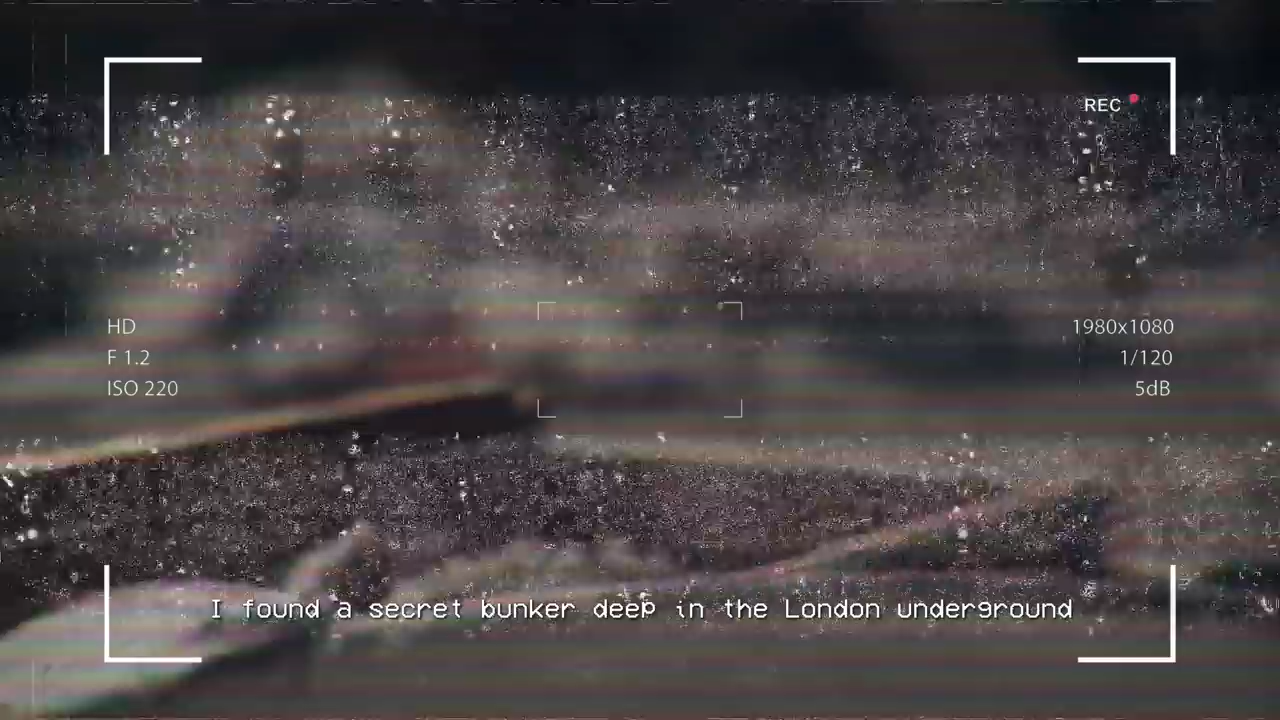 REC
HD
1980x1080
F 1.2
1/120
ISO 220
5dB
I found a secret bunker deep in the London underground